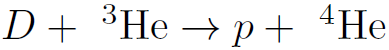 D + ³He → p + ⁴He